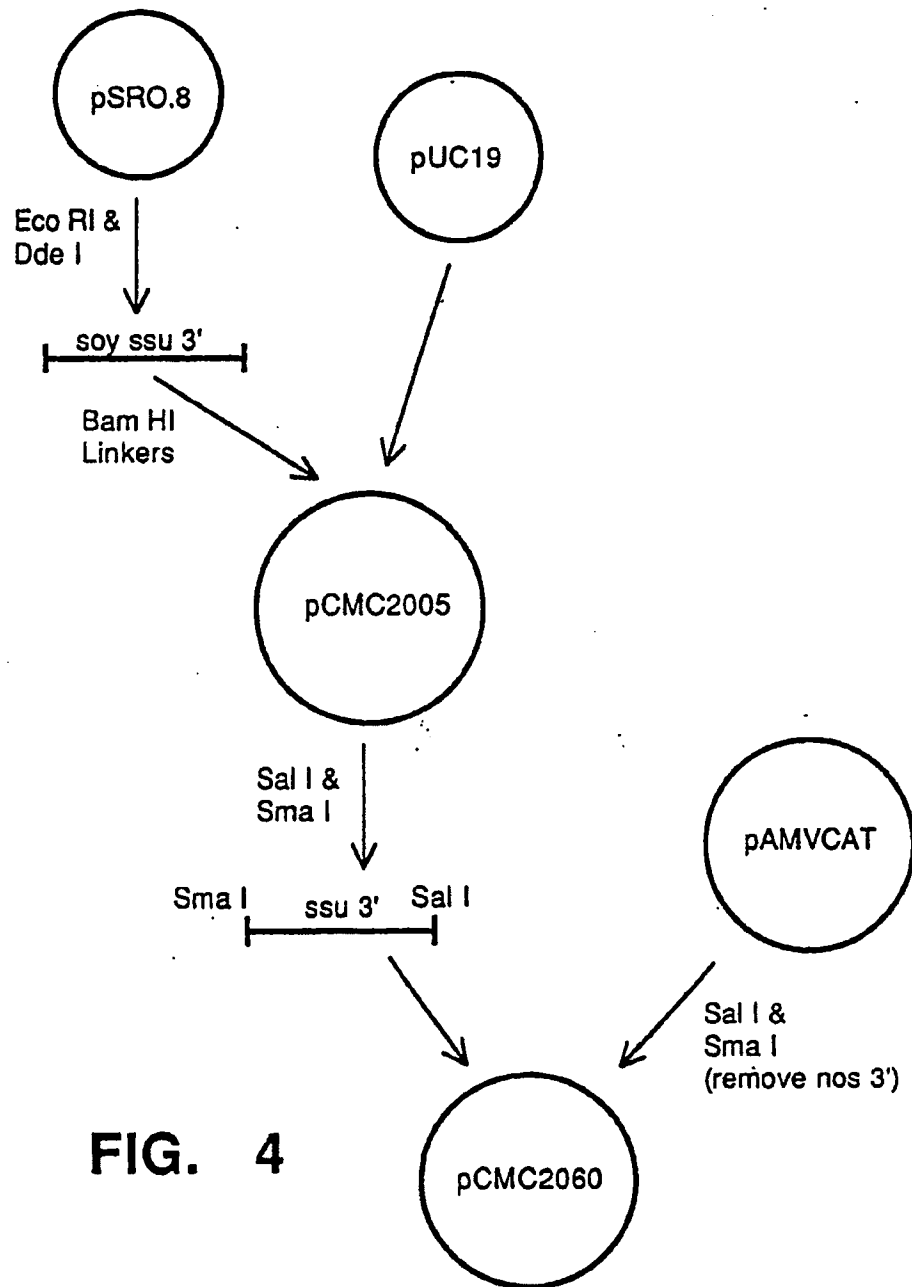 pSRO.8
pUC19
Eco RI &
Dde I
soy ssu 3'
Bam HI
Linkers
pCMC2005
Sal I &
Sma I
pAMVCAT
Sma I
ssu 3'
Sal I
Sal I &
Sma I
(remove nos 3')
FIG. 4
pCMC2060